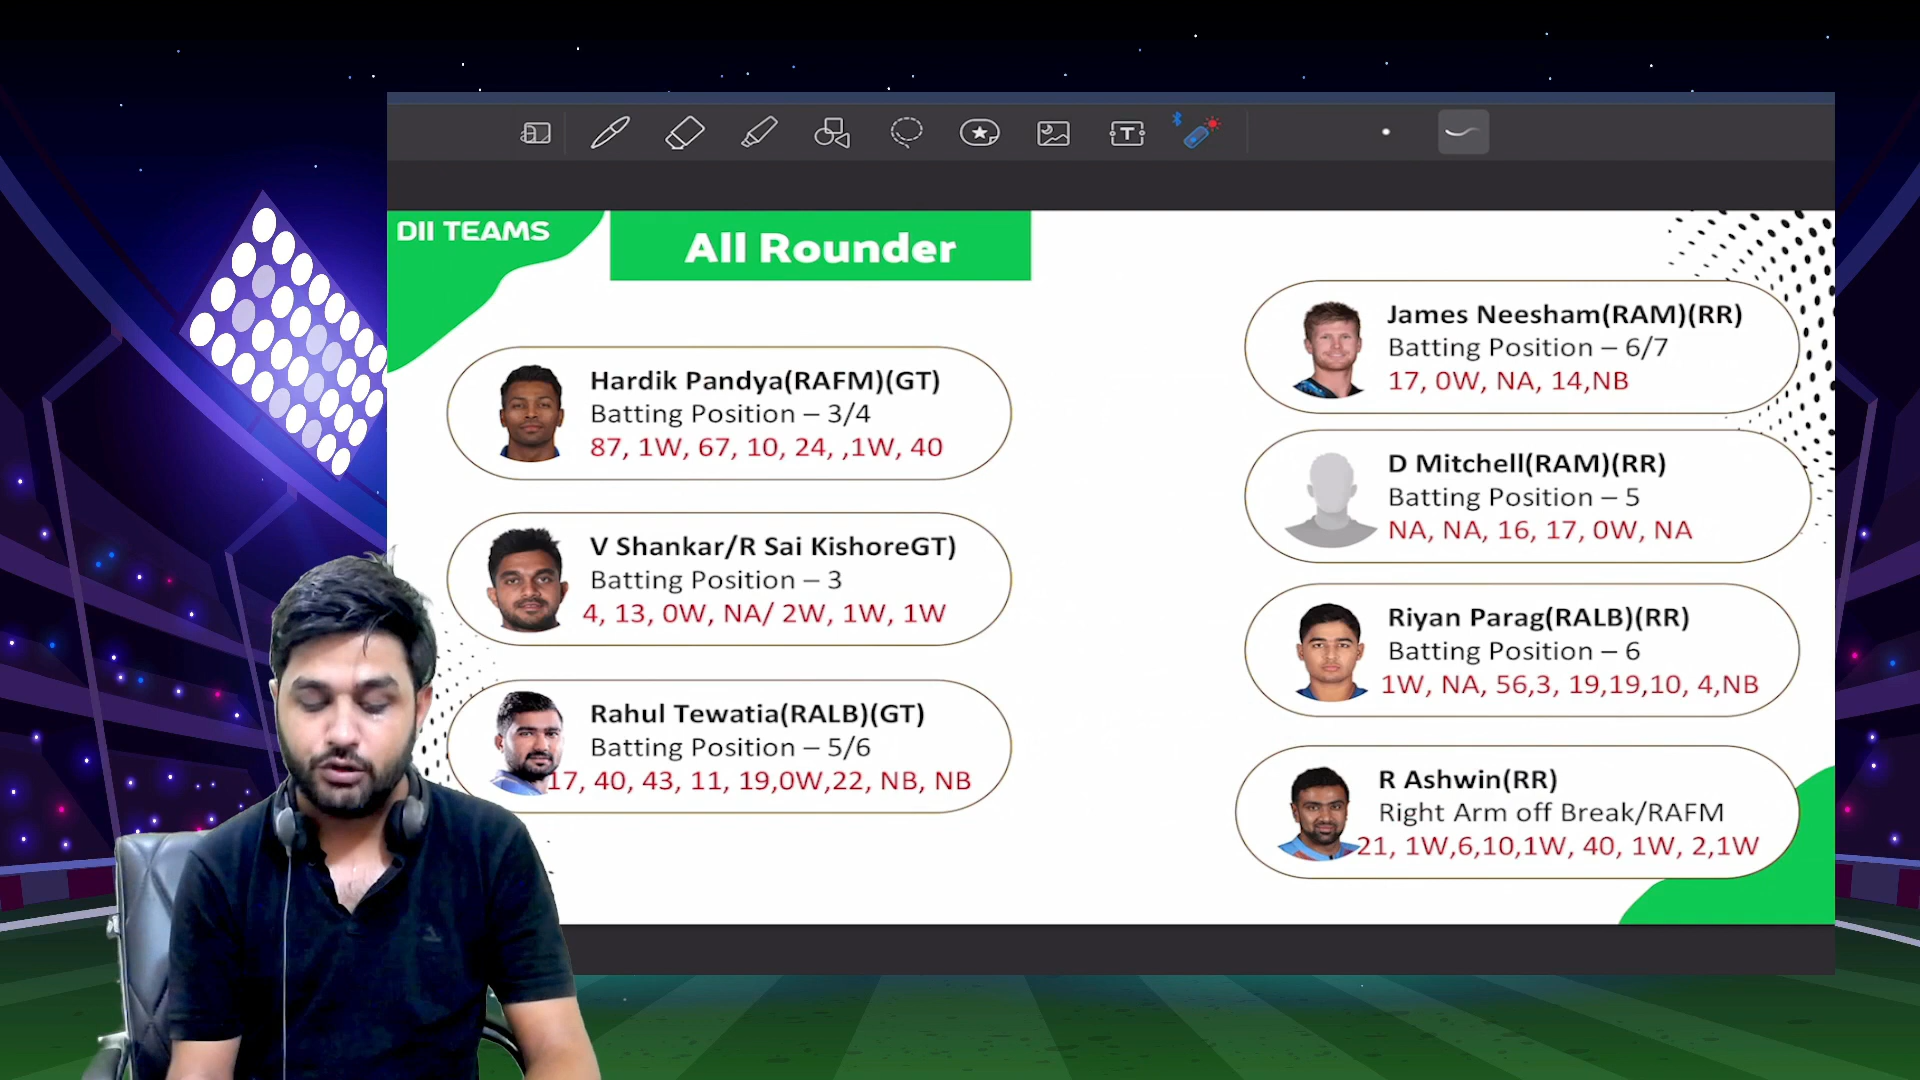 DII TEAMS
All Rounder
Hardik Pandya(RAFM)(GT)
Batting Position – 3/4
87, 1W, 67, 10, 24, ,1W, 40
V Shankar/R Sai KishoreGT)
Batting Position – 3
4, 13, 0W, NA/ 2W, 1W, 1W
Rahul Tewatia(RALB)(GT)
Batting Position – 5/6
17, 40, 43, 11, 19,0W,22, NB, NB
James Neesham(RAM)(RR)
Batting Position – 6/7
17, 0W, NA, 14,NB
D Mitchell(RAM)(RR)
Batting Position – 5
NA, NA, 16, 17, 0W, NA
Riyan Parag(RALB)(RR)
Batting Position – 6
1W, NA, 56,3, 19,19,10, 4,NB
R Ashwin(RR)
Right Arm off Break/RAFM
21, 1W,6,10,1W, 40, 1W, 2,1W